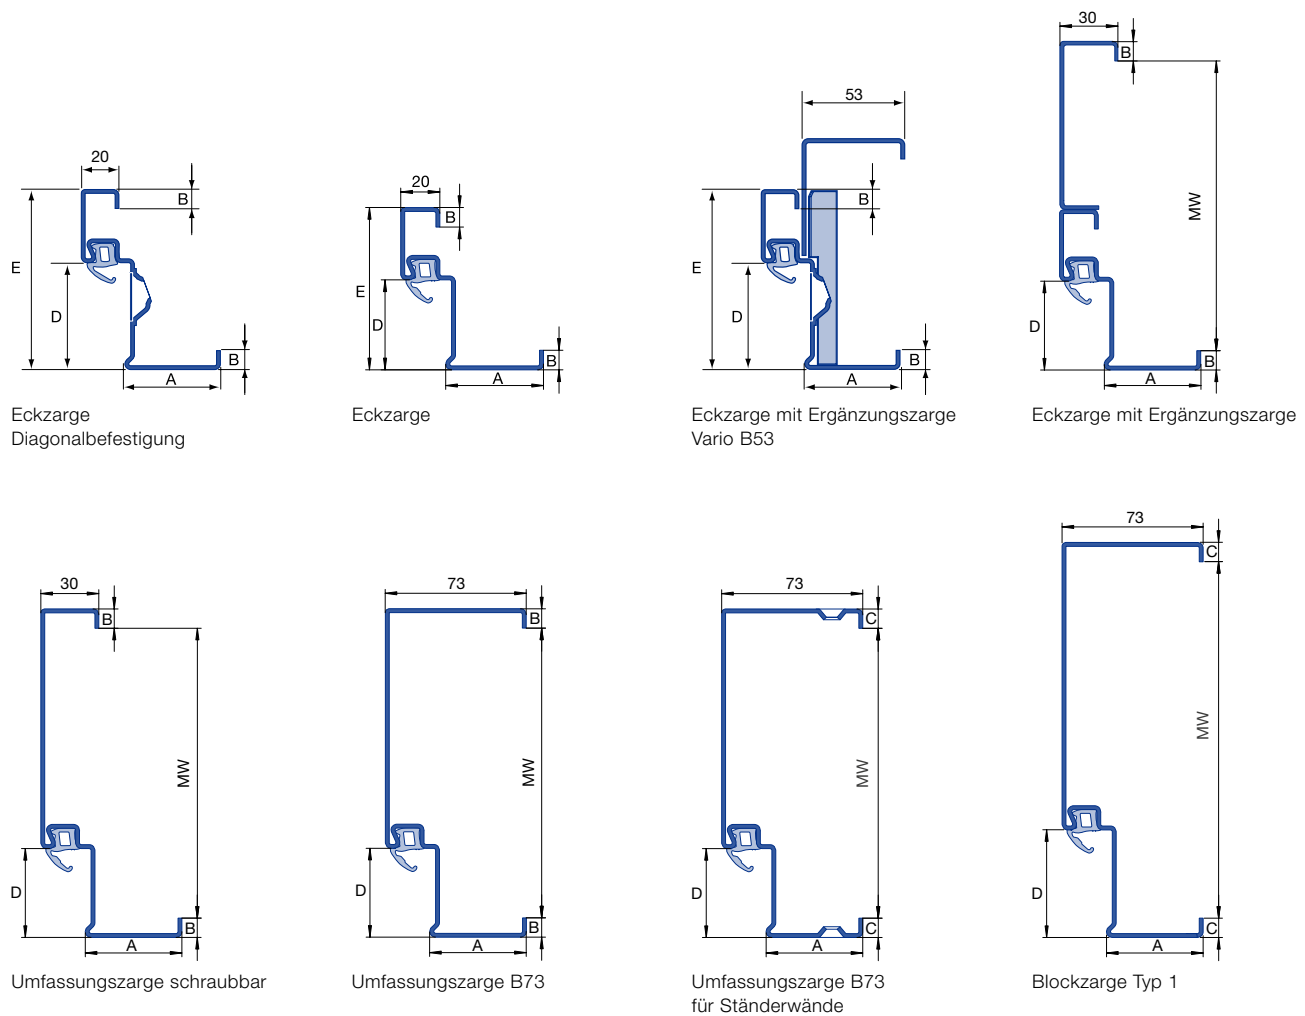 20
B
E
D
B
A
Eckzarge
Diagonalbefestigung
20
B
E
D
B
A
Eckzarge
53
B
E
D
B
A
Eckzarge mit Ergänzungszarge
Vario B53
30
B
MW
D
B
A
Eckzarge mit Ergänzungszarge
30
B
MW
D
B
A
Umfassungszarge schraubbar
73
B
MW
D
B
A
Umfassungszarge B73
73
C
MW
D
C
A
Umfassungszarge B73
für Ständerwände
73
C
MW
D
C
A
Blockzarge Typ 1